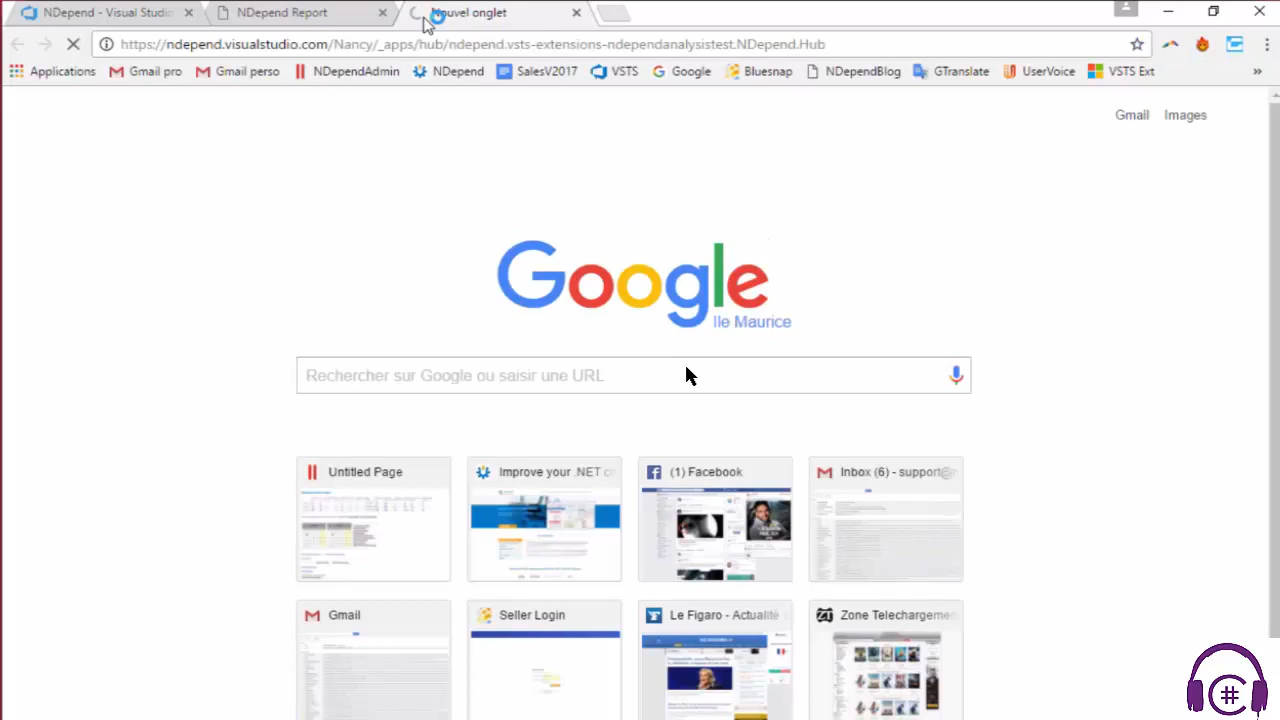 NDepend - Visual Studio
NDepend Report
Nouvel onglet
https://ndepend.visualstudio.com/Nancy/_apps/hub/ndepend.vsts-extensions-ndependanalysistest.NDepend.Hub
Applications Gmail pro Gmail perso NDependAdmin NDepend SalesV2017 VSTS Google Bluesnap NDependBlog GTranslate UserVoice VSTS Ext »
Gmail Images
Google
Ile Maurice
Rechercher sur Google ou saisir une URL
Untitled Page
Improve your .NET
(1) Facebook
Inbox (6) - support@
Gmail
Seller Login
Le Figaro - Actualité
Zone Telechargeme
C#